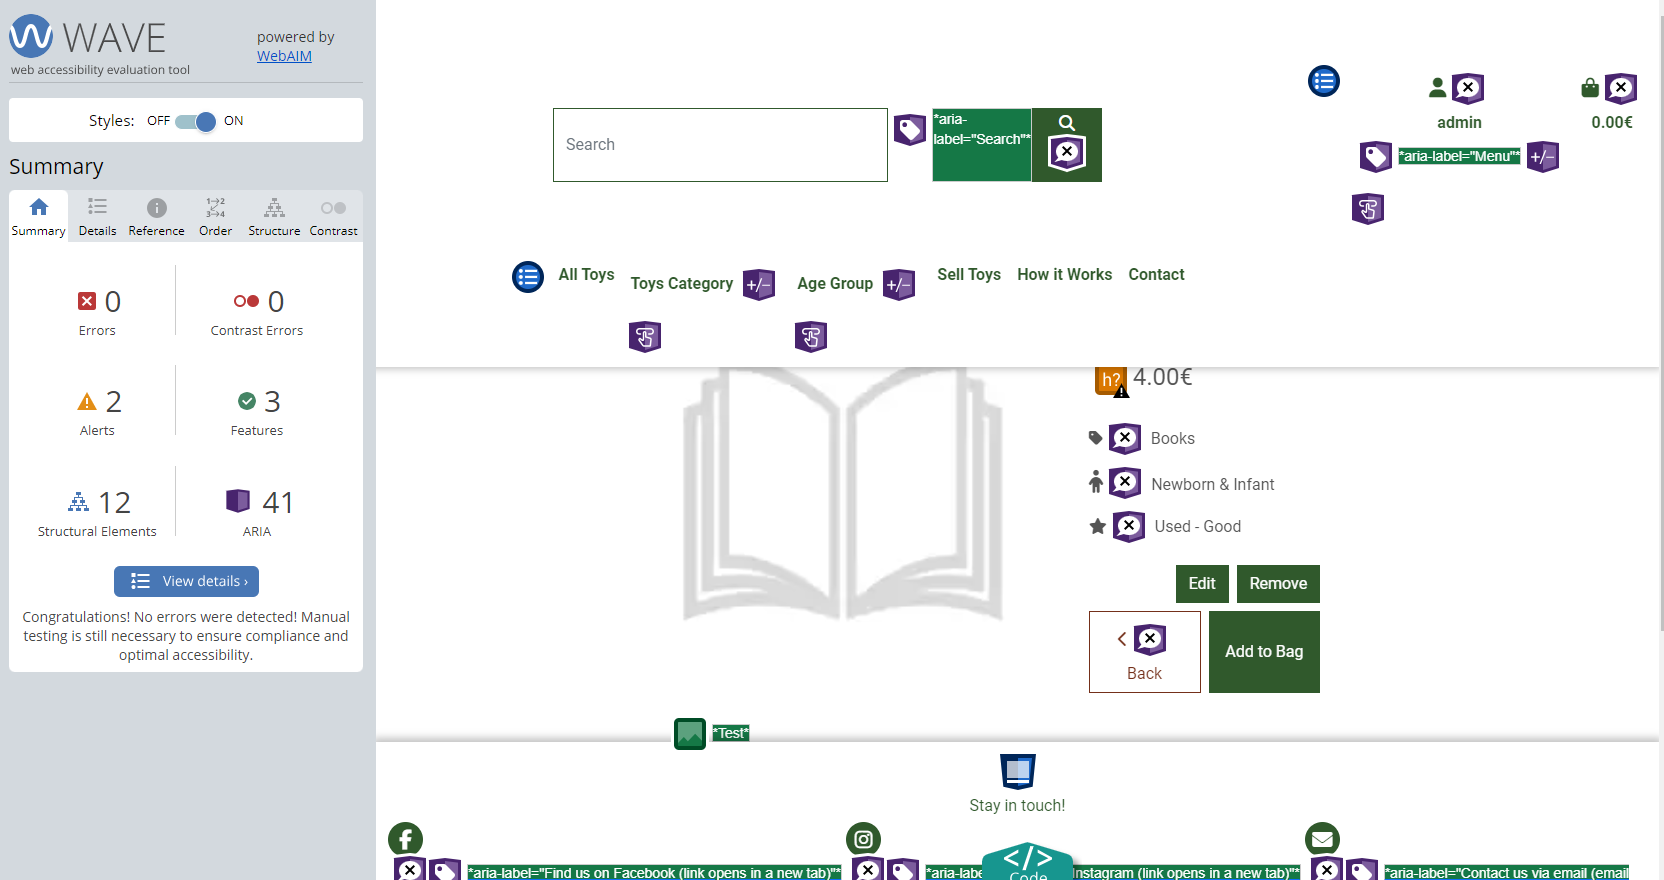 WAVE
web accessibility evaluation tool
powered by
WebAIM
Styles: OFF ON
Summary
Summary Details Reference Order Structure Contrast
0 Errors
0 Contrast Errors
2 Alerts
3 Features
12 Structural Elements
41 ARIA
View details ›
Congratulations! No errors were detected! Manual
testing is still necessary to ensure compliance and
optimal accessibility.
Search
*aria-
label="Search"*
admin
0.00€
*aria-label="Menu"* +/−
All Toys
Toys Category +/−
Age Group +/−
Sell Toys
How it Works
Contact
h? 4.00€
Books
Newborn & Infant
Used - Good
Edit
Remove
Back
Add to Bag
*Test*
Stay in touch!
*aria-label="Find us on Facebook (link opens in a new tab)"*
*aria-labe
nstagram (link opens in a new tab)"*
*aria-label="Contact us via email (email
</> Code